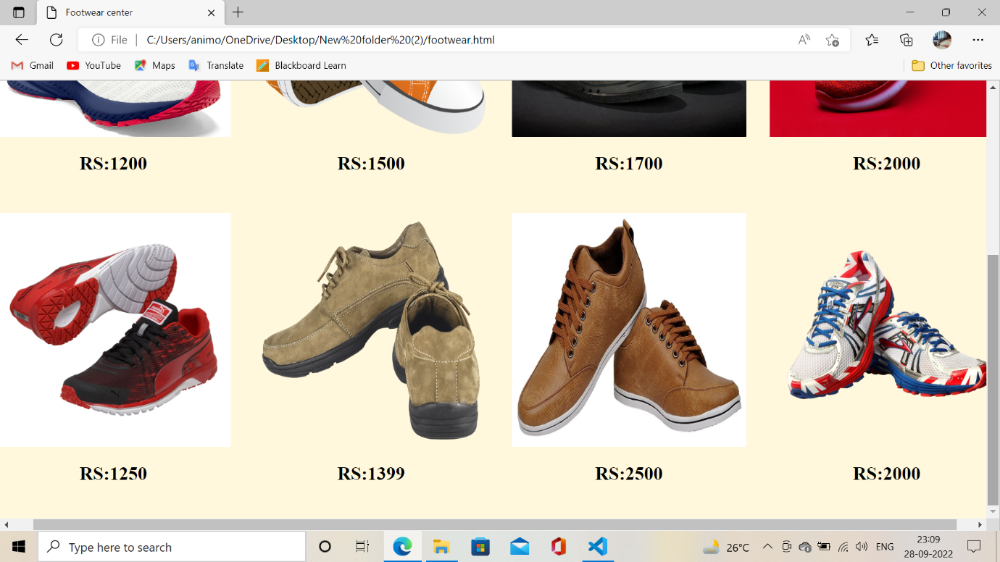 Footwear center
File C:/Users/animo/OneDrive/Desktop/New%20folder%20(2)/footwear.html
Gmail YouTube Maps Translate Blackboard Learn Other favorites
RS:1200 RS:1500 RS:1700 RS:2000
RS:1250 RS:1399 RS:2500 RS:2000
Type here to search 26°C ENG 23:09
28-09-2022